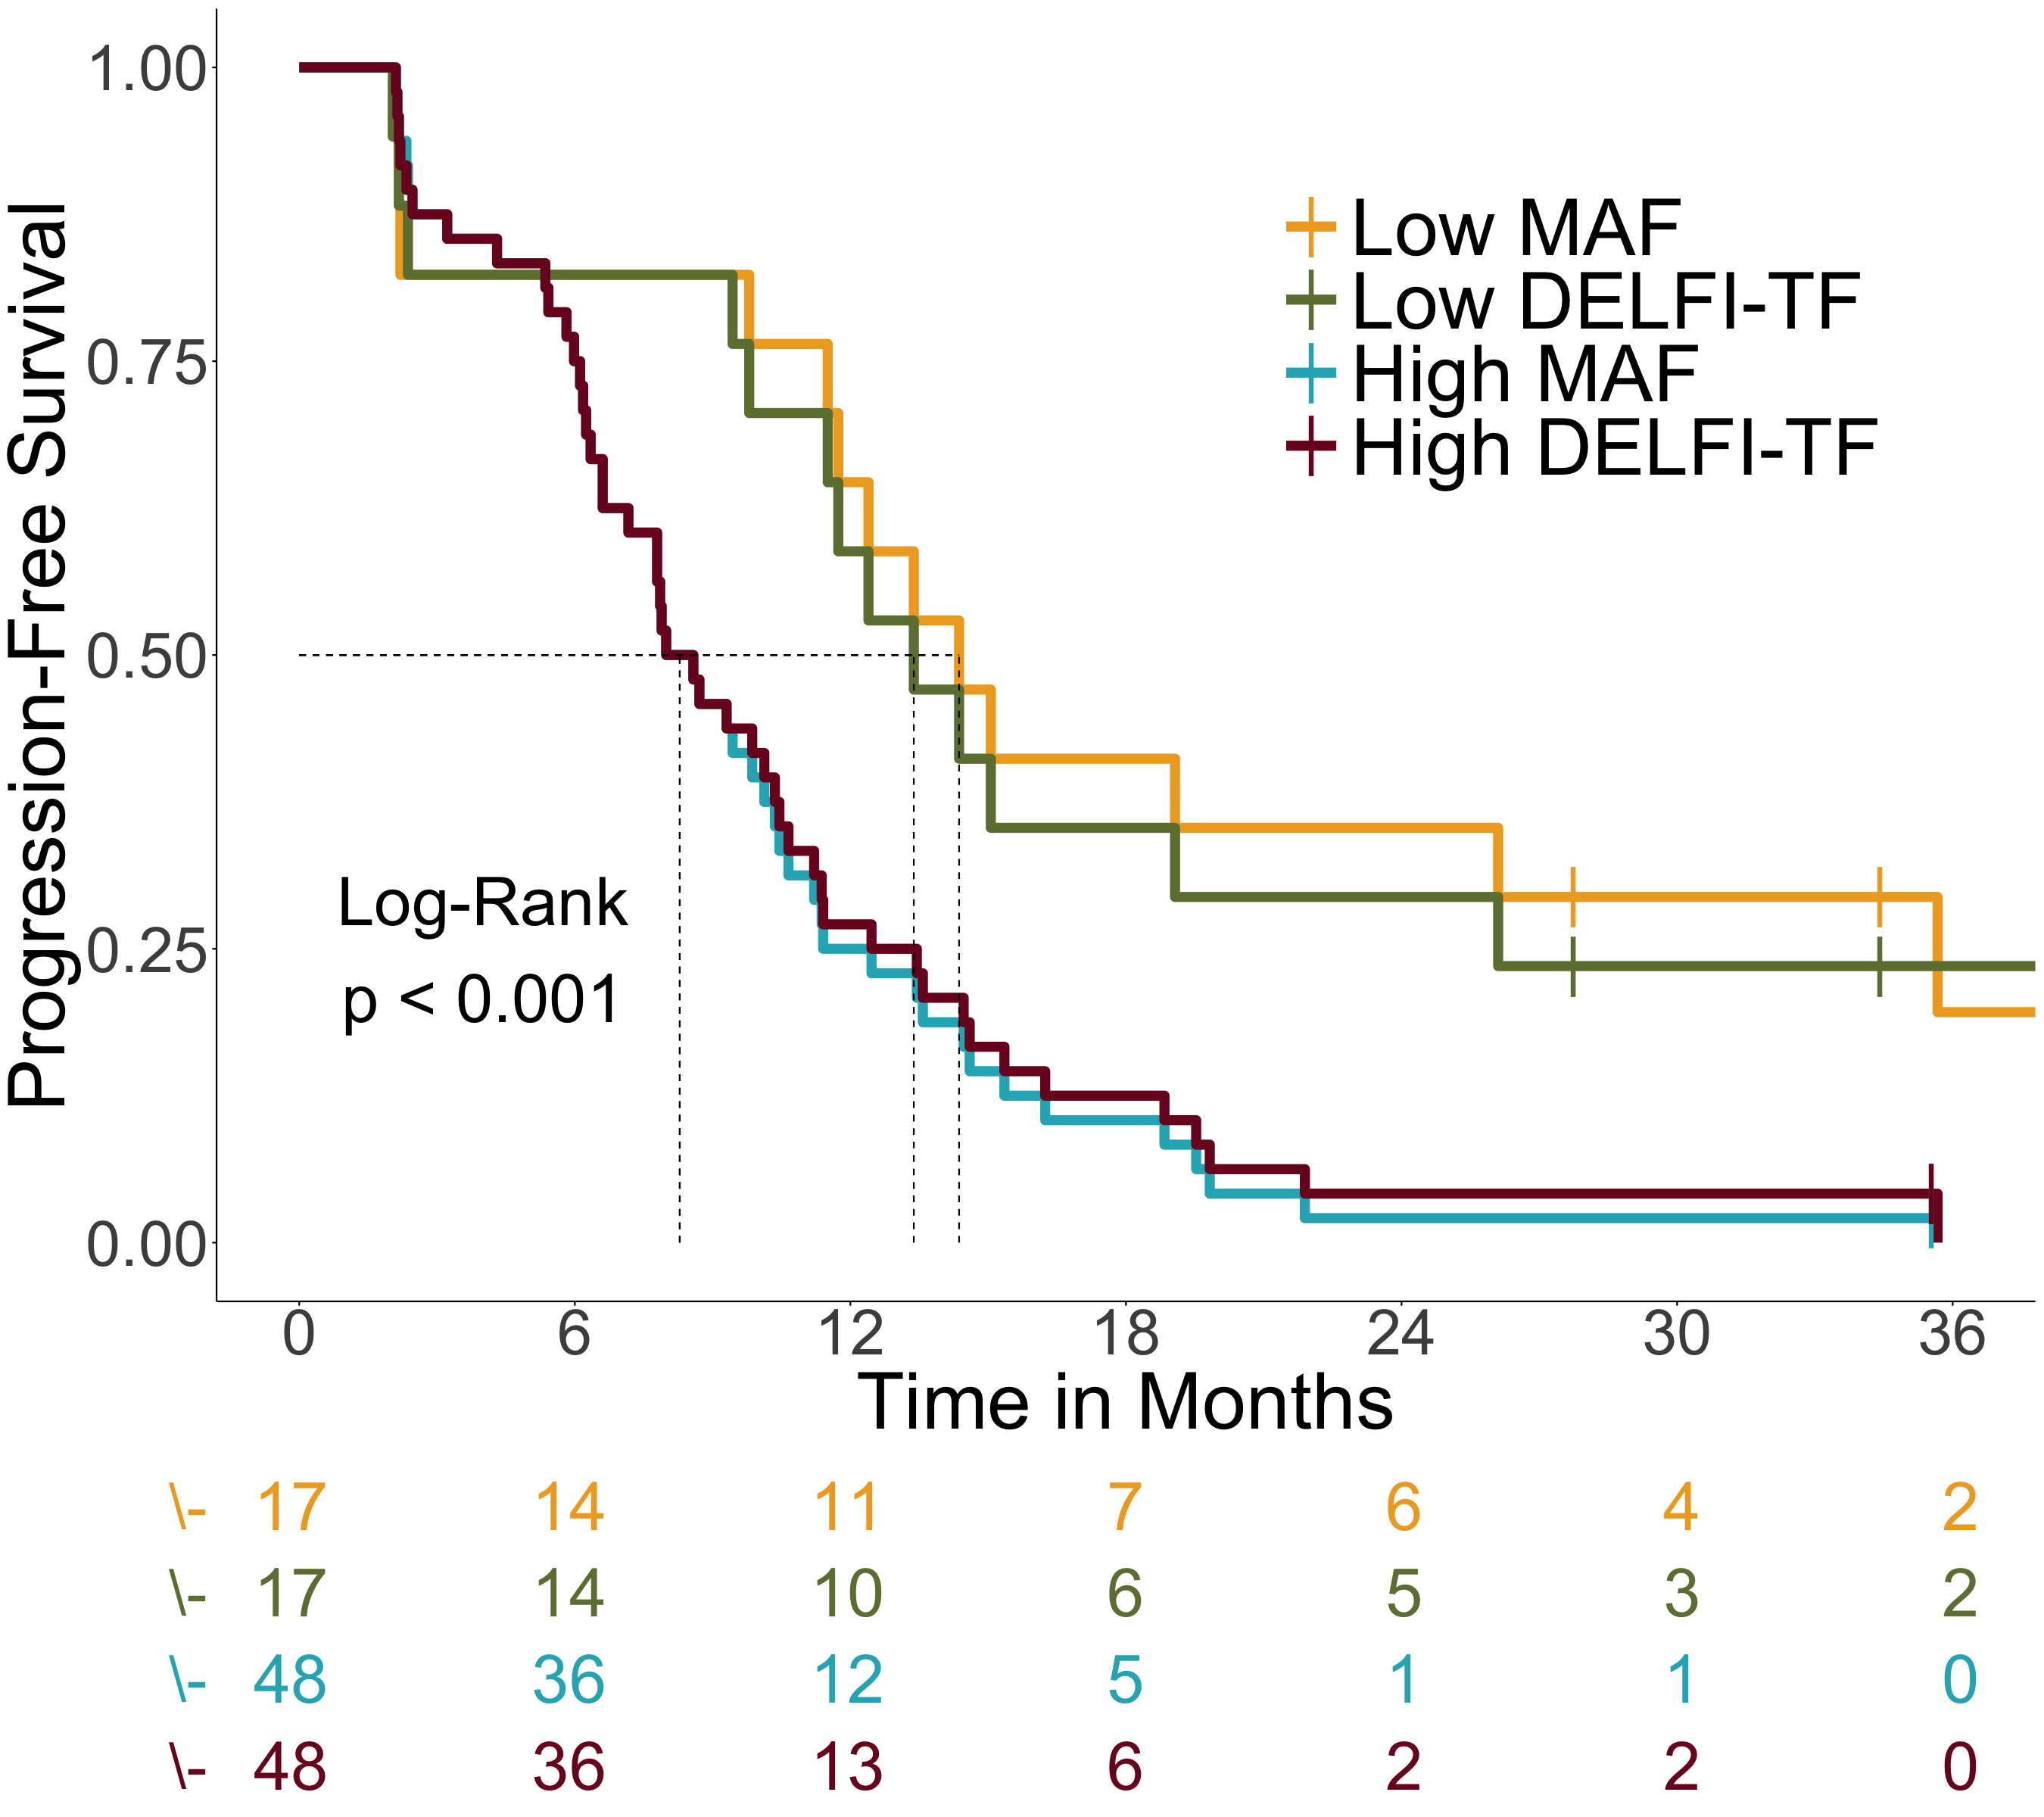 Progression-Free Survival
1.00
0.75
0.50
0.25
0.00
Low MAF
Low DELFI-TF
High MAF
High DELFI-TF
Log-Rank
p < 0.001
0 6 12 18 24 30 36
Time in Months
\- 17 14 11 7 6 4 2
\- 17 14 10 6 5 3 2
\- 48 36 12 5 1 1 0
\- 48 36 13 6 2 2 0